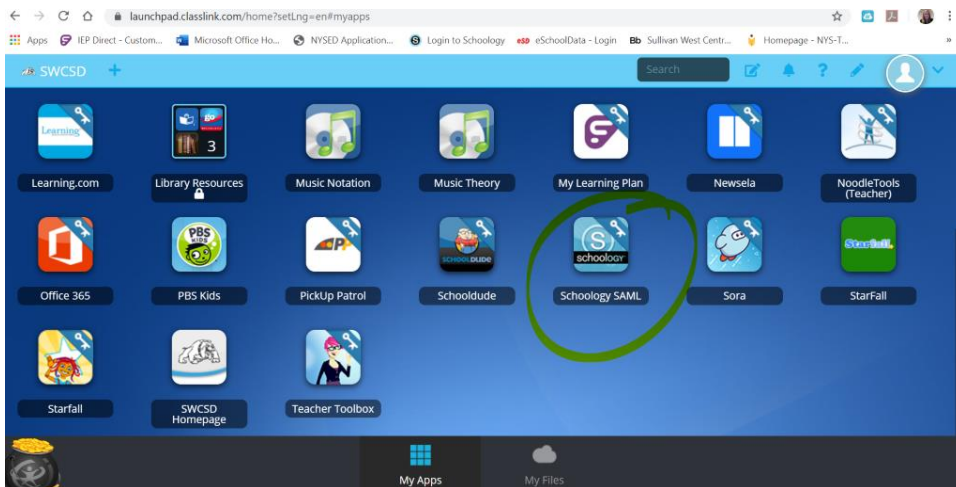 launchpad.classlink.com/home?setLng=en#myapps
Apps IEP Direct - Custom... Microsoft Office Ho... NYSED Application... Login to Schoology esD eSchoolData - Login Bb Sullivan West Centr... Homepage - NYS-T... »
SWCSD + Search ?
Learning
3
Learning.com Library Resources Music Notation Music Theory My Learning Plan Newsela NoodleTools (Teacher)
PBS KIDS
P
SCHOOLDUDE
S schoology
Starfall
Office 365 PBS Kids PickUp Patrol Schooldude Schoology SAML Sora StarFall
Starfall SWCSD Homepage Teacher Toolbox
My Apps My Files